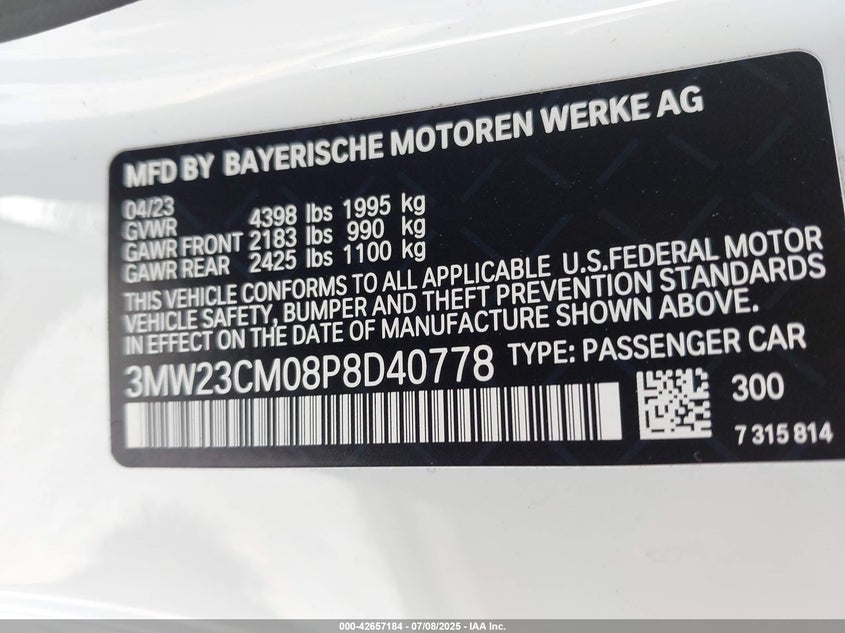 MFD BY BAYERISCHE MOTOREN WERKE AG
04/23
GVWR 4398 lbs 1995 kg
GAWR FRONT 2183 lbs 990 kg
GAWR REAR 2425 lbs 1100 kg
THIS VEHICLE CONFORMS TO ALL APPLICABLE U.S.FEDERAL MOTOR
VEHICLE SAFETY, BUMPER AND THEFT PREVENTION STANDARDS
IN EFFECT ON THE DATE OF MANUFACTURE SHOWN ABOVE.
3MW23CM08P8D40778 TYPE: PASSENGER CAR
300
7 315 814
000-42657184 | 07/08/2025 - IAA Inc.